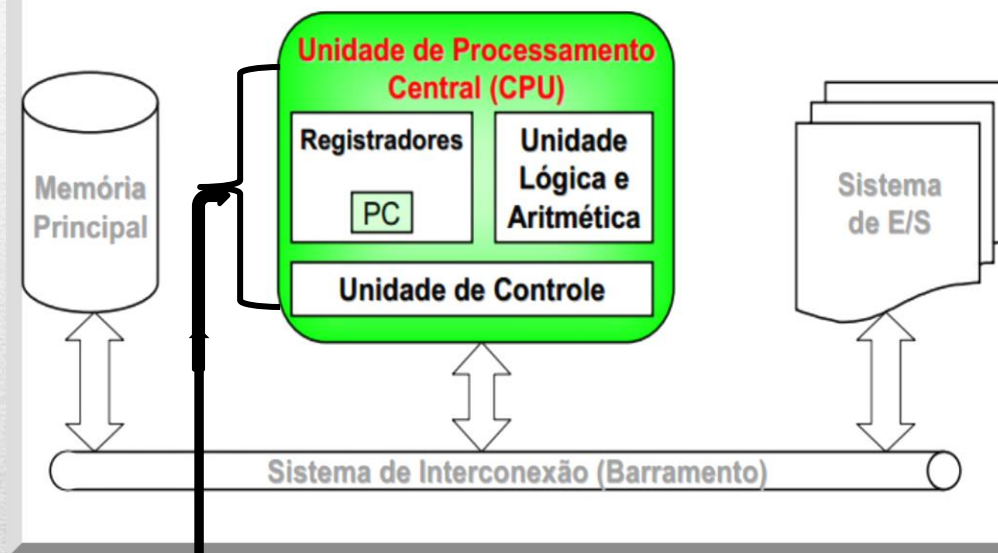 Unidade de Processamento
Central (CPU)
Registradores
PC
Unidade
Lógica e
Aritmética
Unidade de Controle
Memória
Principal
Sistema
de E/S
Sistema de Interconexão (Barramento)